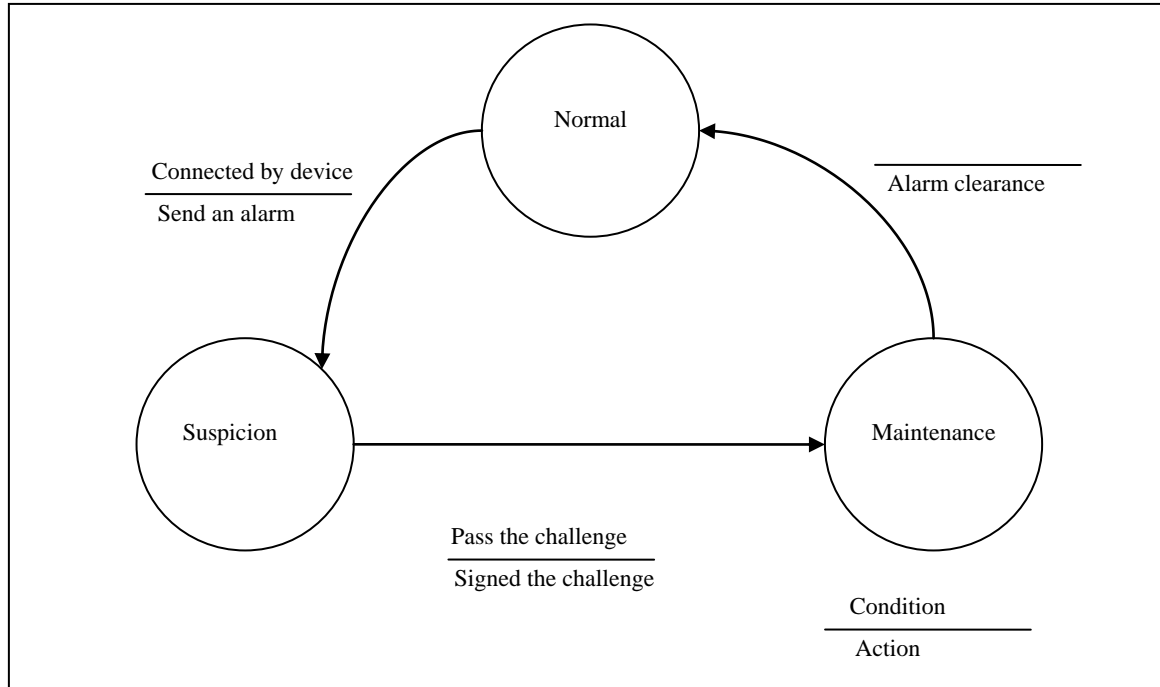 Normal
Connected by device
Send an alarm
Alarm clearance
Suspicion
Maintenance
Pass the challenge
Signed the challenge
Condition
Action